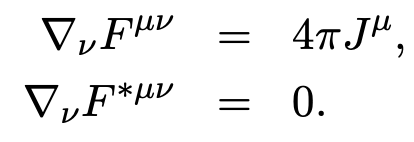 ∇_ν F^{μν} = 4πJ^μ,
∇_ν F^{*μν} = 0.